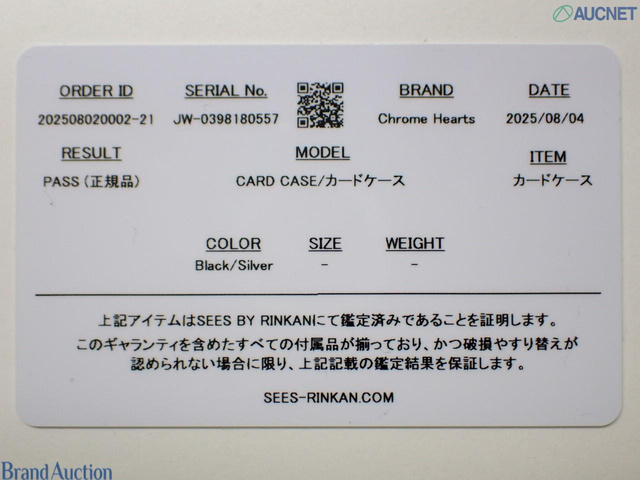 AUCNET
ORDER ID SERIAL No. BRAND DATE
202508020002-21 JW-0398180557 Chrome Hearts 2025/08/04
RESULT MODEL ITEM
PASS (正規品) CARD CASE/カードケース カードケース
COLOR SIZE WEIGHT
Black/Silver - -
上記アイテムはSEES BY RINKANにて鑑定済みであることを証明します。
このギャランティを含めたすべての付属品が揃っており、かつ破損やすり替えが
認められない場合に限り、上記記載の鑑定結果を保証します。
SEES-RINKAN.COM
Brand Auction